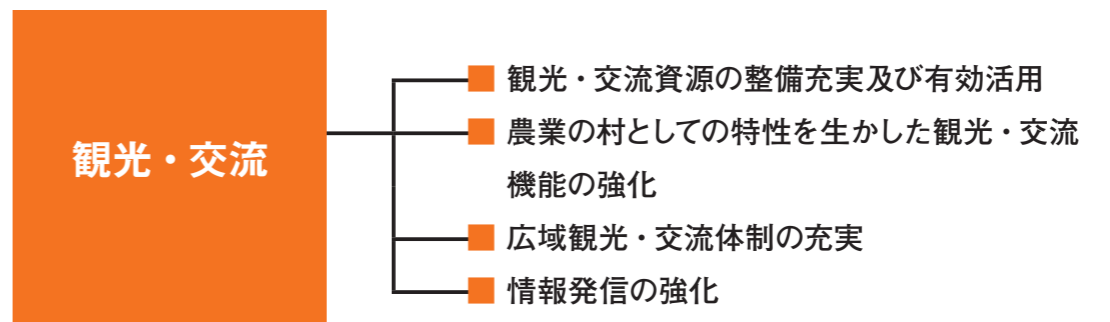 観光・交流
観光・交流資源の整備充実及び有効活用
農業の村としての特性を生かした観光・交流
機能の強化
広域観光・交流体制の充実
情報発信の強化